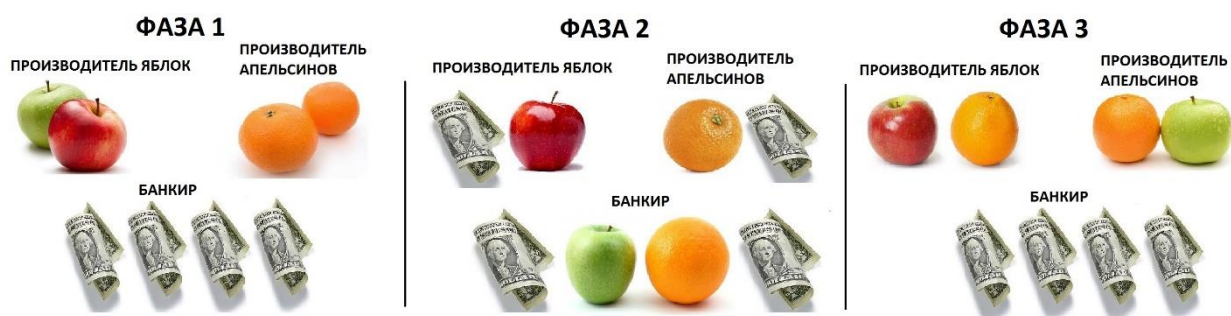 ФАЗА 1
ПРОИЗВОДИТЕЛЬ ЯБЛОК
ПРОИЗВОДИТЕЛЬ
АПЕЛЬСИНОВ
БАНКИР
ФАЗА 2
ПРОИЗВОДИТЕЛЬ ЯБЛОК
ПРОИЗВОДИТЕЛЬ
АПЕЛЬСИНОВ
БАНКИР
ФАЗА 3
ПРОИЗВОДИТЕЛЬ ЯБЛОК
ПРОИЗВОДИТЕЛЬ
АПЕЛЬСИНОВ
БАНКИР